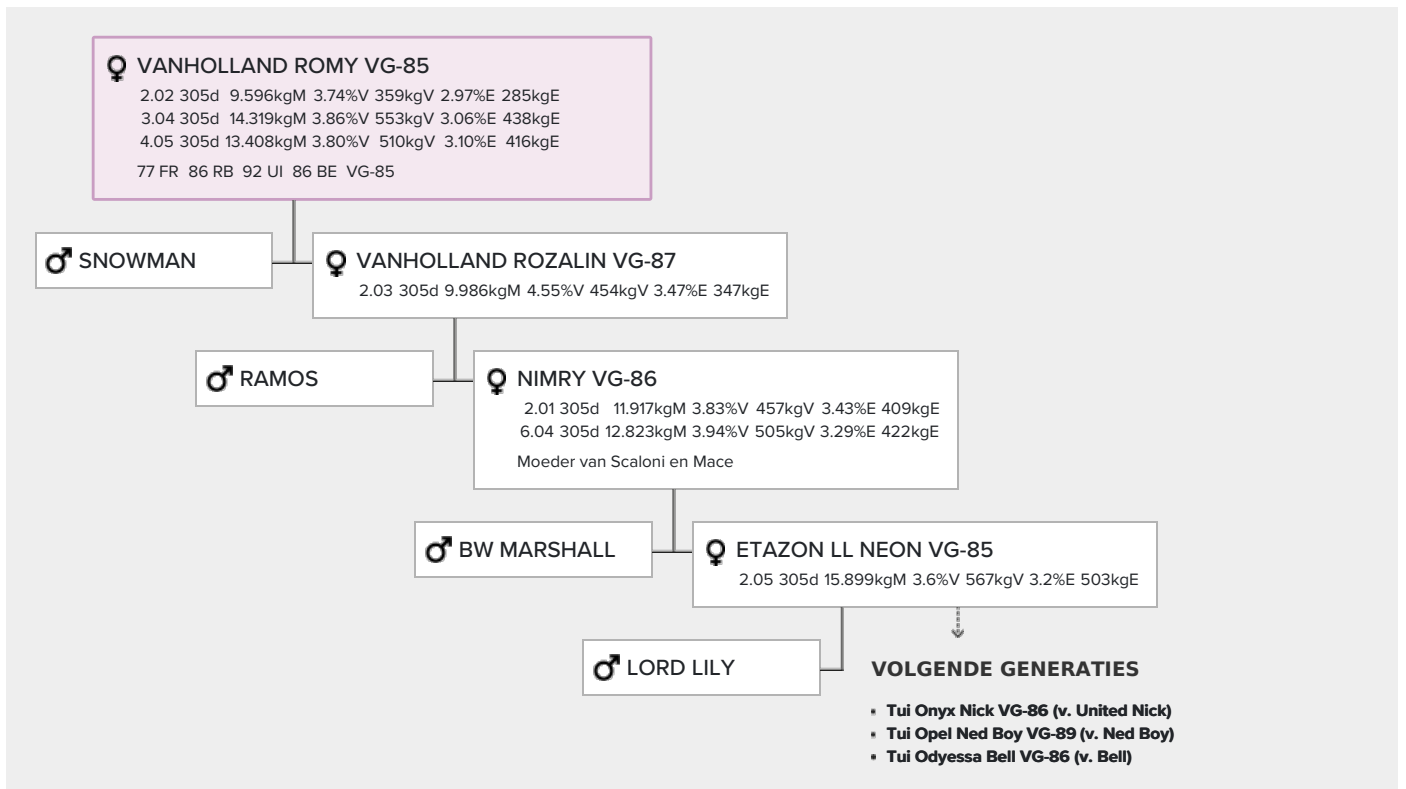 VANHOLLAND ROMY VG-85
2.02 305d 9.596kgM 3.74%V 359kgV 2.97%E 285kgE
3.04 305d 14.319kgM 3.86%V 553kgV 3.06%E 438kgE
4.05 305d 13.408kgM 3.80%V 510kgV 3.10%E 416kgE
77 FR 86 RB 92 UI 86 BE VG-85
SNOWMAN
VANHOLLAND ROZALIN VG-87
2.03 305d 9.986kgM 4.55%V 454kgV 3.47%E 347kgE
RAMOS
NIMRY VG-86
2.01 305d 11.917kgM 3.83%V 457kgV 3.43%E 409kgE
6.04 305d 12.823kgM 3.94%V 505kgV 3.29%E 422kgE
Moeder van Scaloni en Mace
BW MARSHALL
ETAZON LL NEON VG-85
2.05 305d 15.899kgM 3.6%V 567kgV 3.2%E 503kgE
LORD LILY
VOLGENDE GENERATIES
• Tui Onyx Nick VG-86 (v. United Nick)
• Tui Opel Ned Boy VG-89 (v. Ned Boy)
• Tui Odyessa Bell VG-86 (v. Bell)